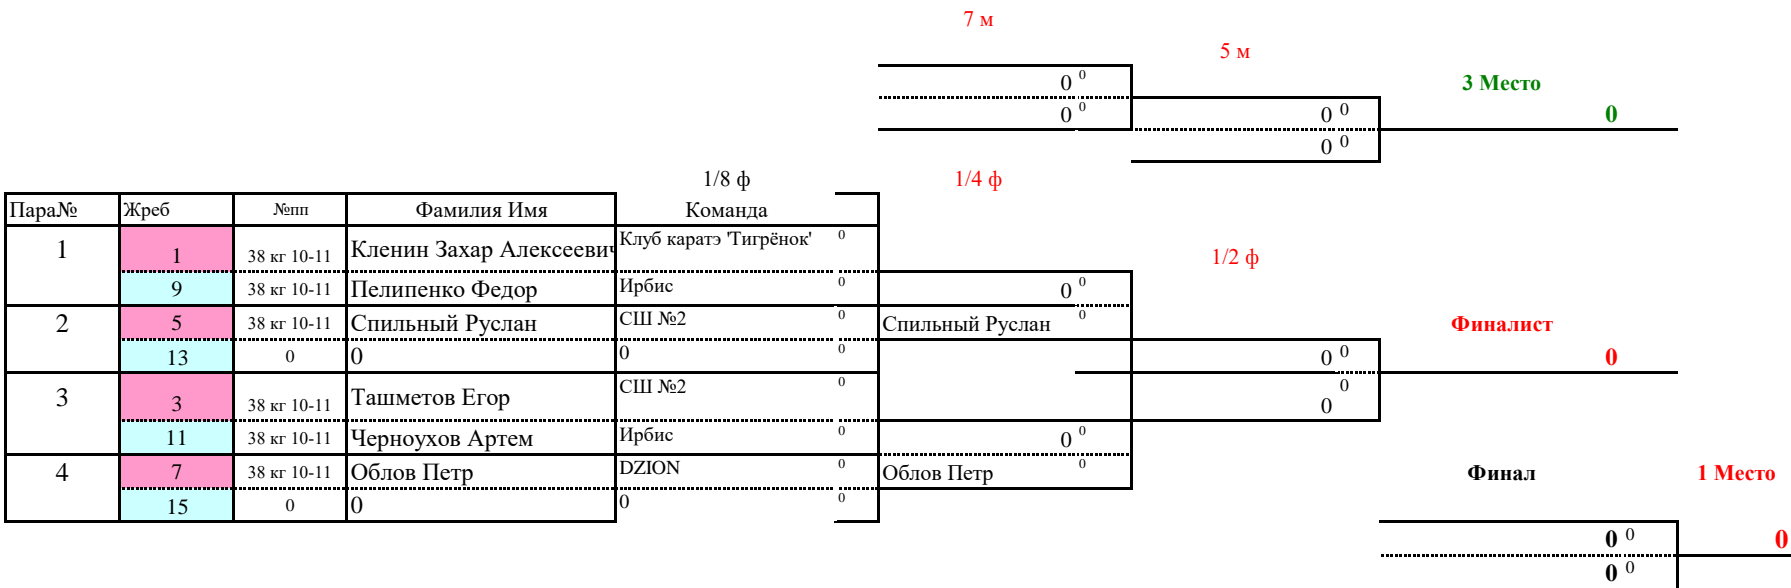 7 м
5 м
0 0
3 Место
0 0
0 0
0
0 0
1/8 ф
1/4 ф
Пара№ Жреб №пп Фамилия Имя Команда
1 1 38 кг 10-11 Кленин Захар Алексеевич Клуб каратэ 'Тигрёнок' 0
1/2 ф
9 38 кг 10-11 Пелипенко Федор Ирбис 0 0 0
2 5 38 кг 10-11 Спильный Руслан СШ №2 0 Спильный Руслан 0 Финалист
13 0 0 0 0 0 0 0
3 3 38 кг 10-11 Ташметов Егор СШ №2 0 0 0
11 38 кг 10-11 Черноухов Артем Ирбис 0 0 0
4 7 38 кг 10-11 Облов Петр DZION 0 Облов Петр 0 Финал 1 Место
15 0 0 0 0
0 0 0
0 0